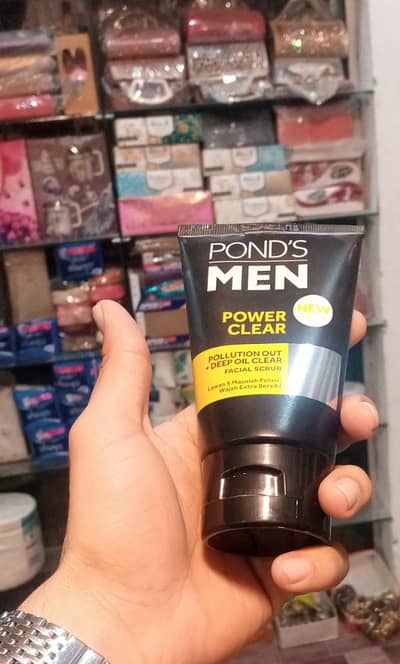 POND'S
MEN
NEW
POWER
CLEAR
POLLUTION OUT
+ DEEP OIL CLEAR
FACIAL SCRUB
Lawan 5 Masalah Polusi
Wajah Extra Bersih